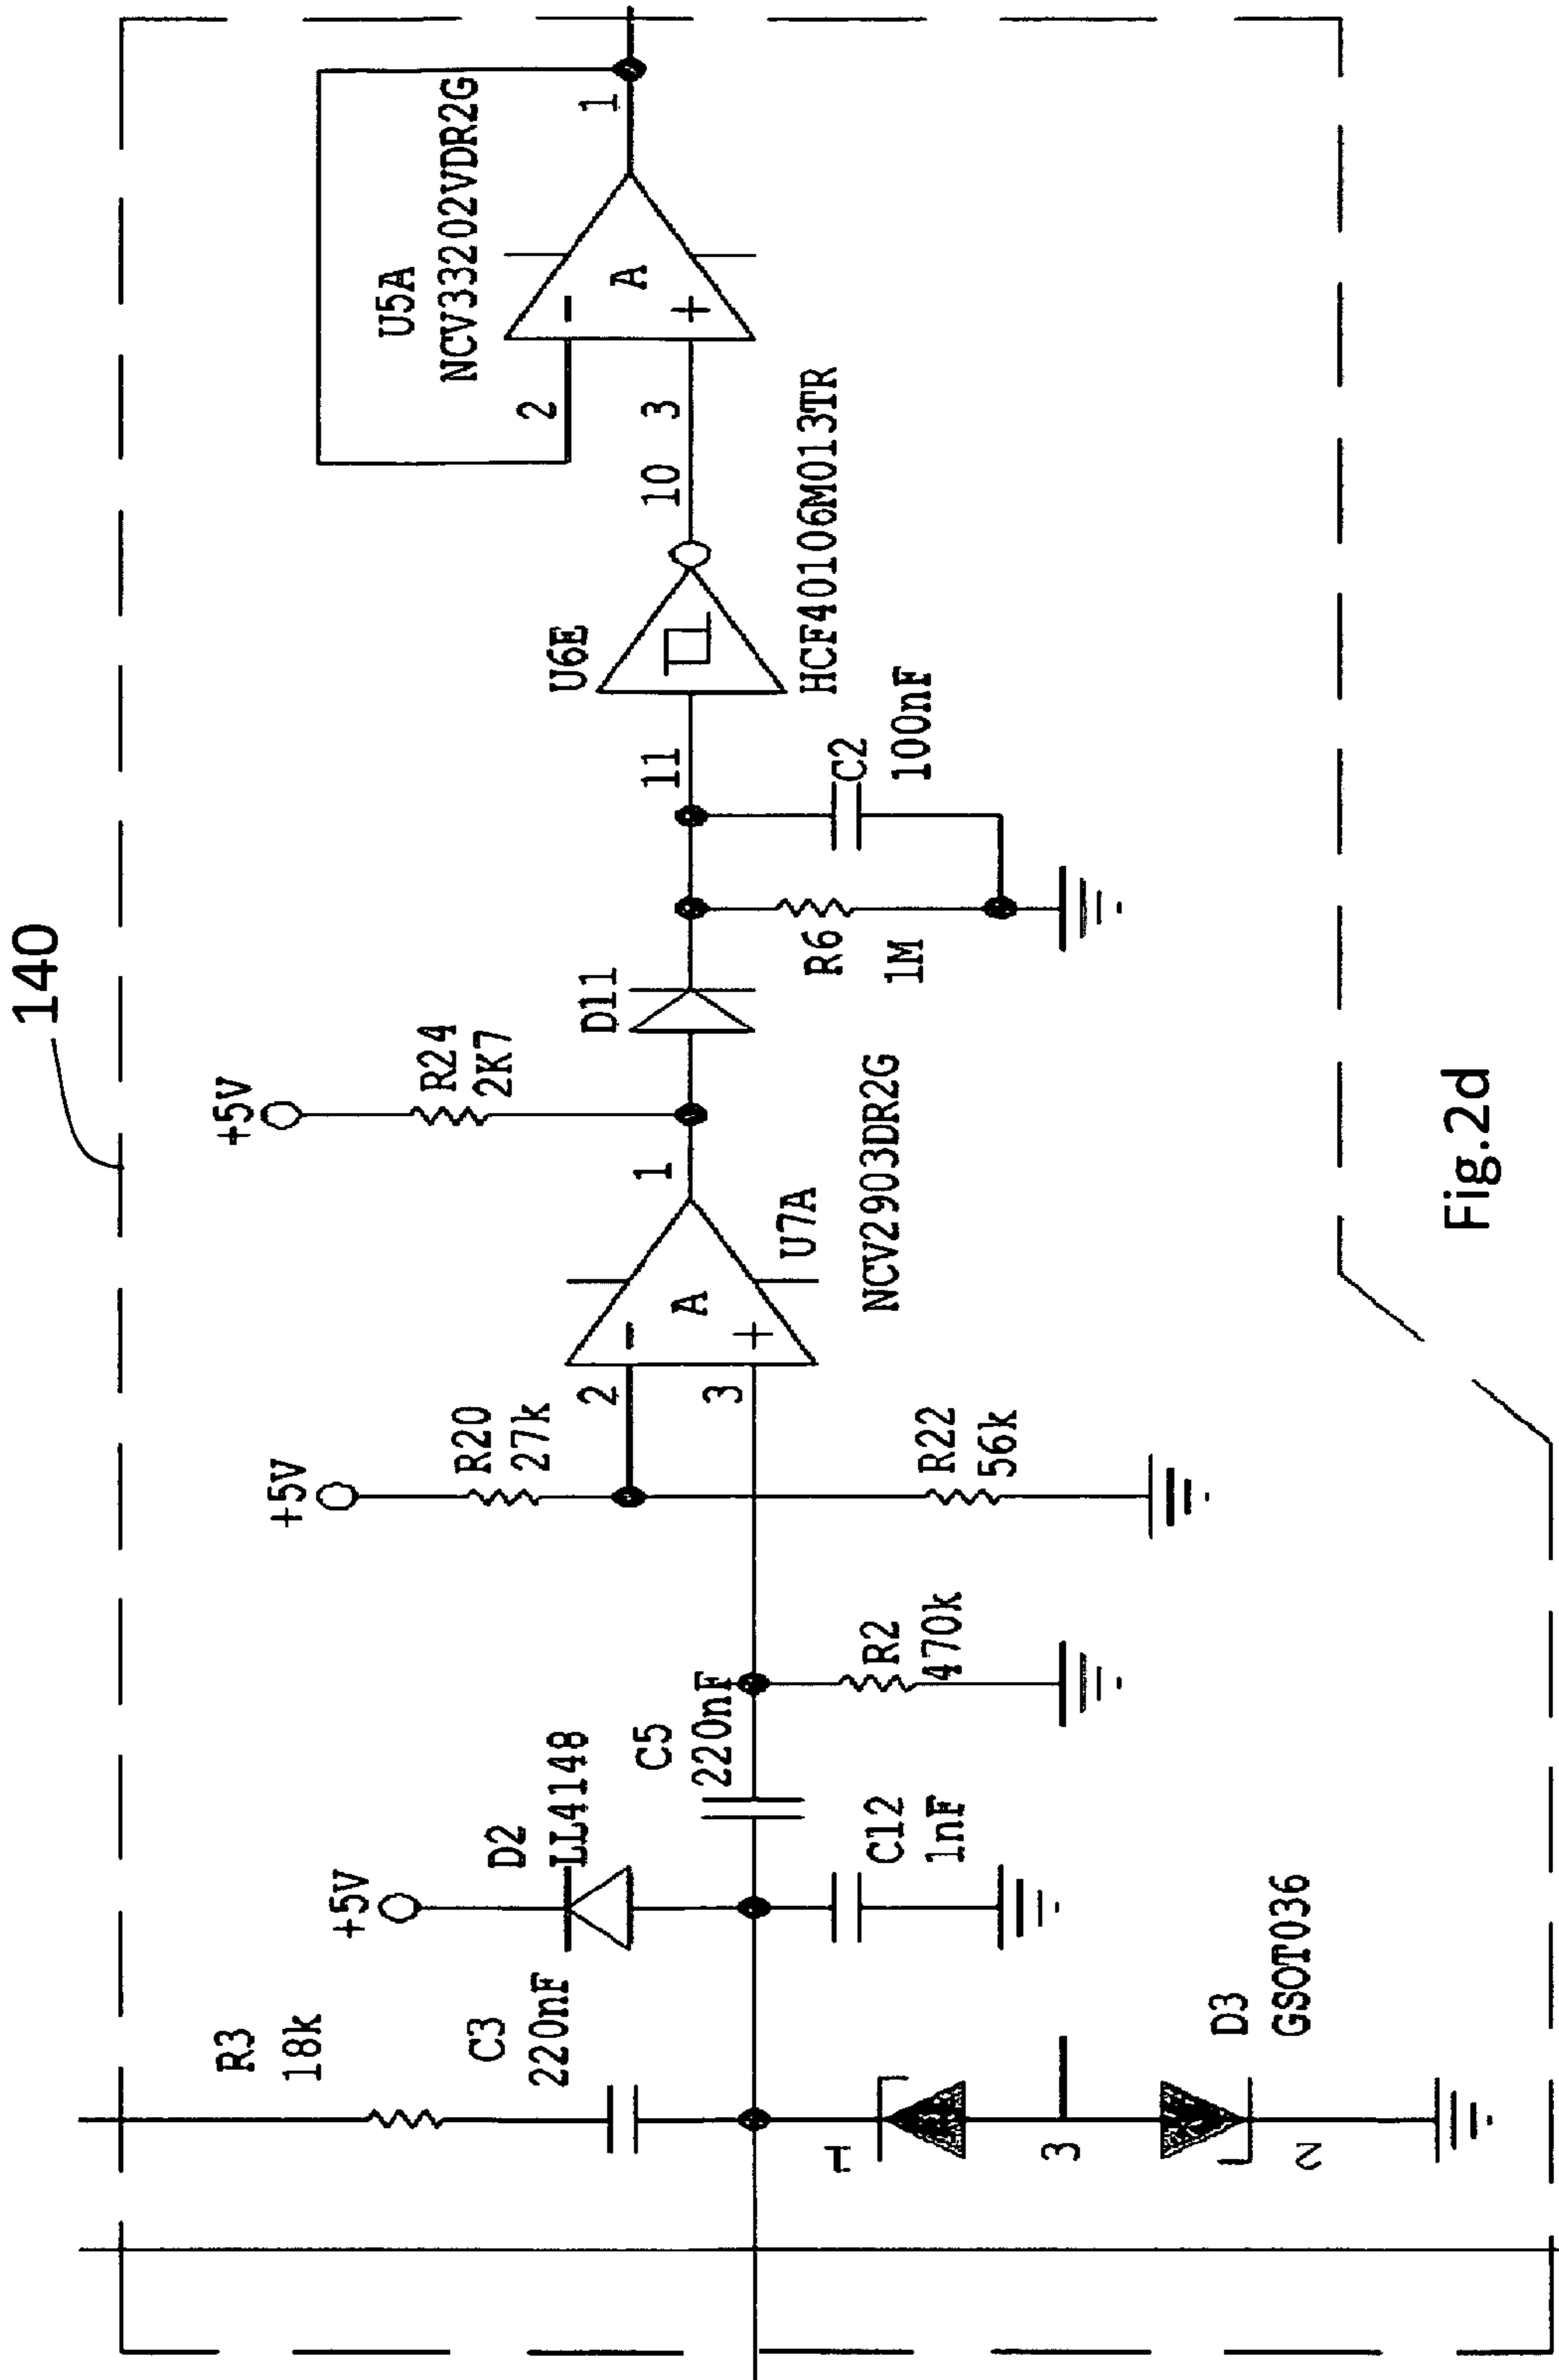 140
R3
18k
C3
220nF
+5V
D2
LL4148
C5
220nF
C12
1nF
R2
470k
1
3
2
D3
GSOT036
+5V
R20
27k
2
3
-
+
A
R22
56k
U7A
NCV2903DR2G
1
+5V
R24
2K7
D11
R6
1M
C2
100nF
11
U6E
HCF40106M013TR
10
3
2
-
+
A
U5A
NCV33202VDR2G
1
Fig.2d